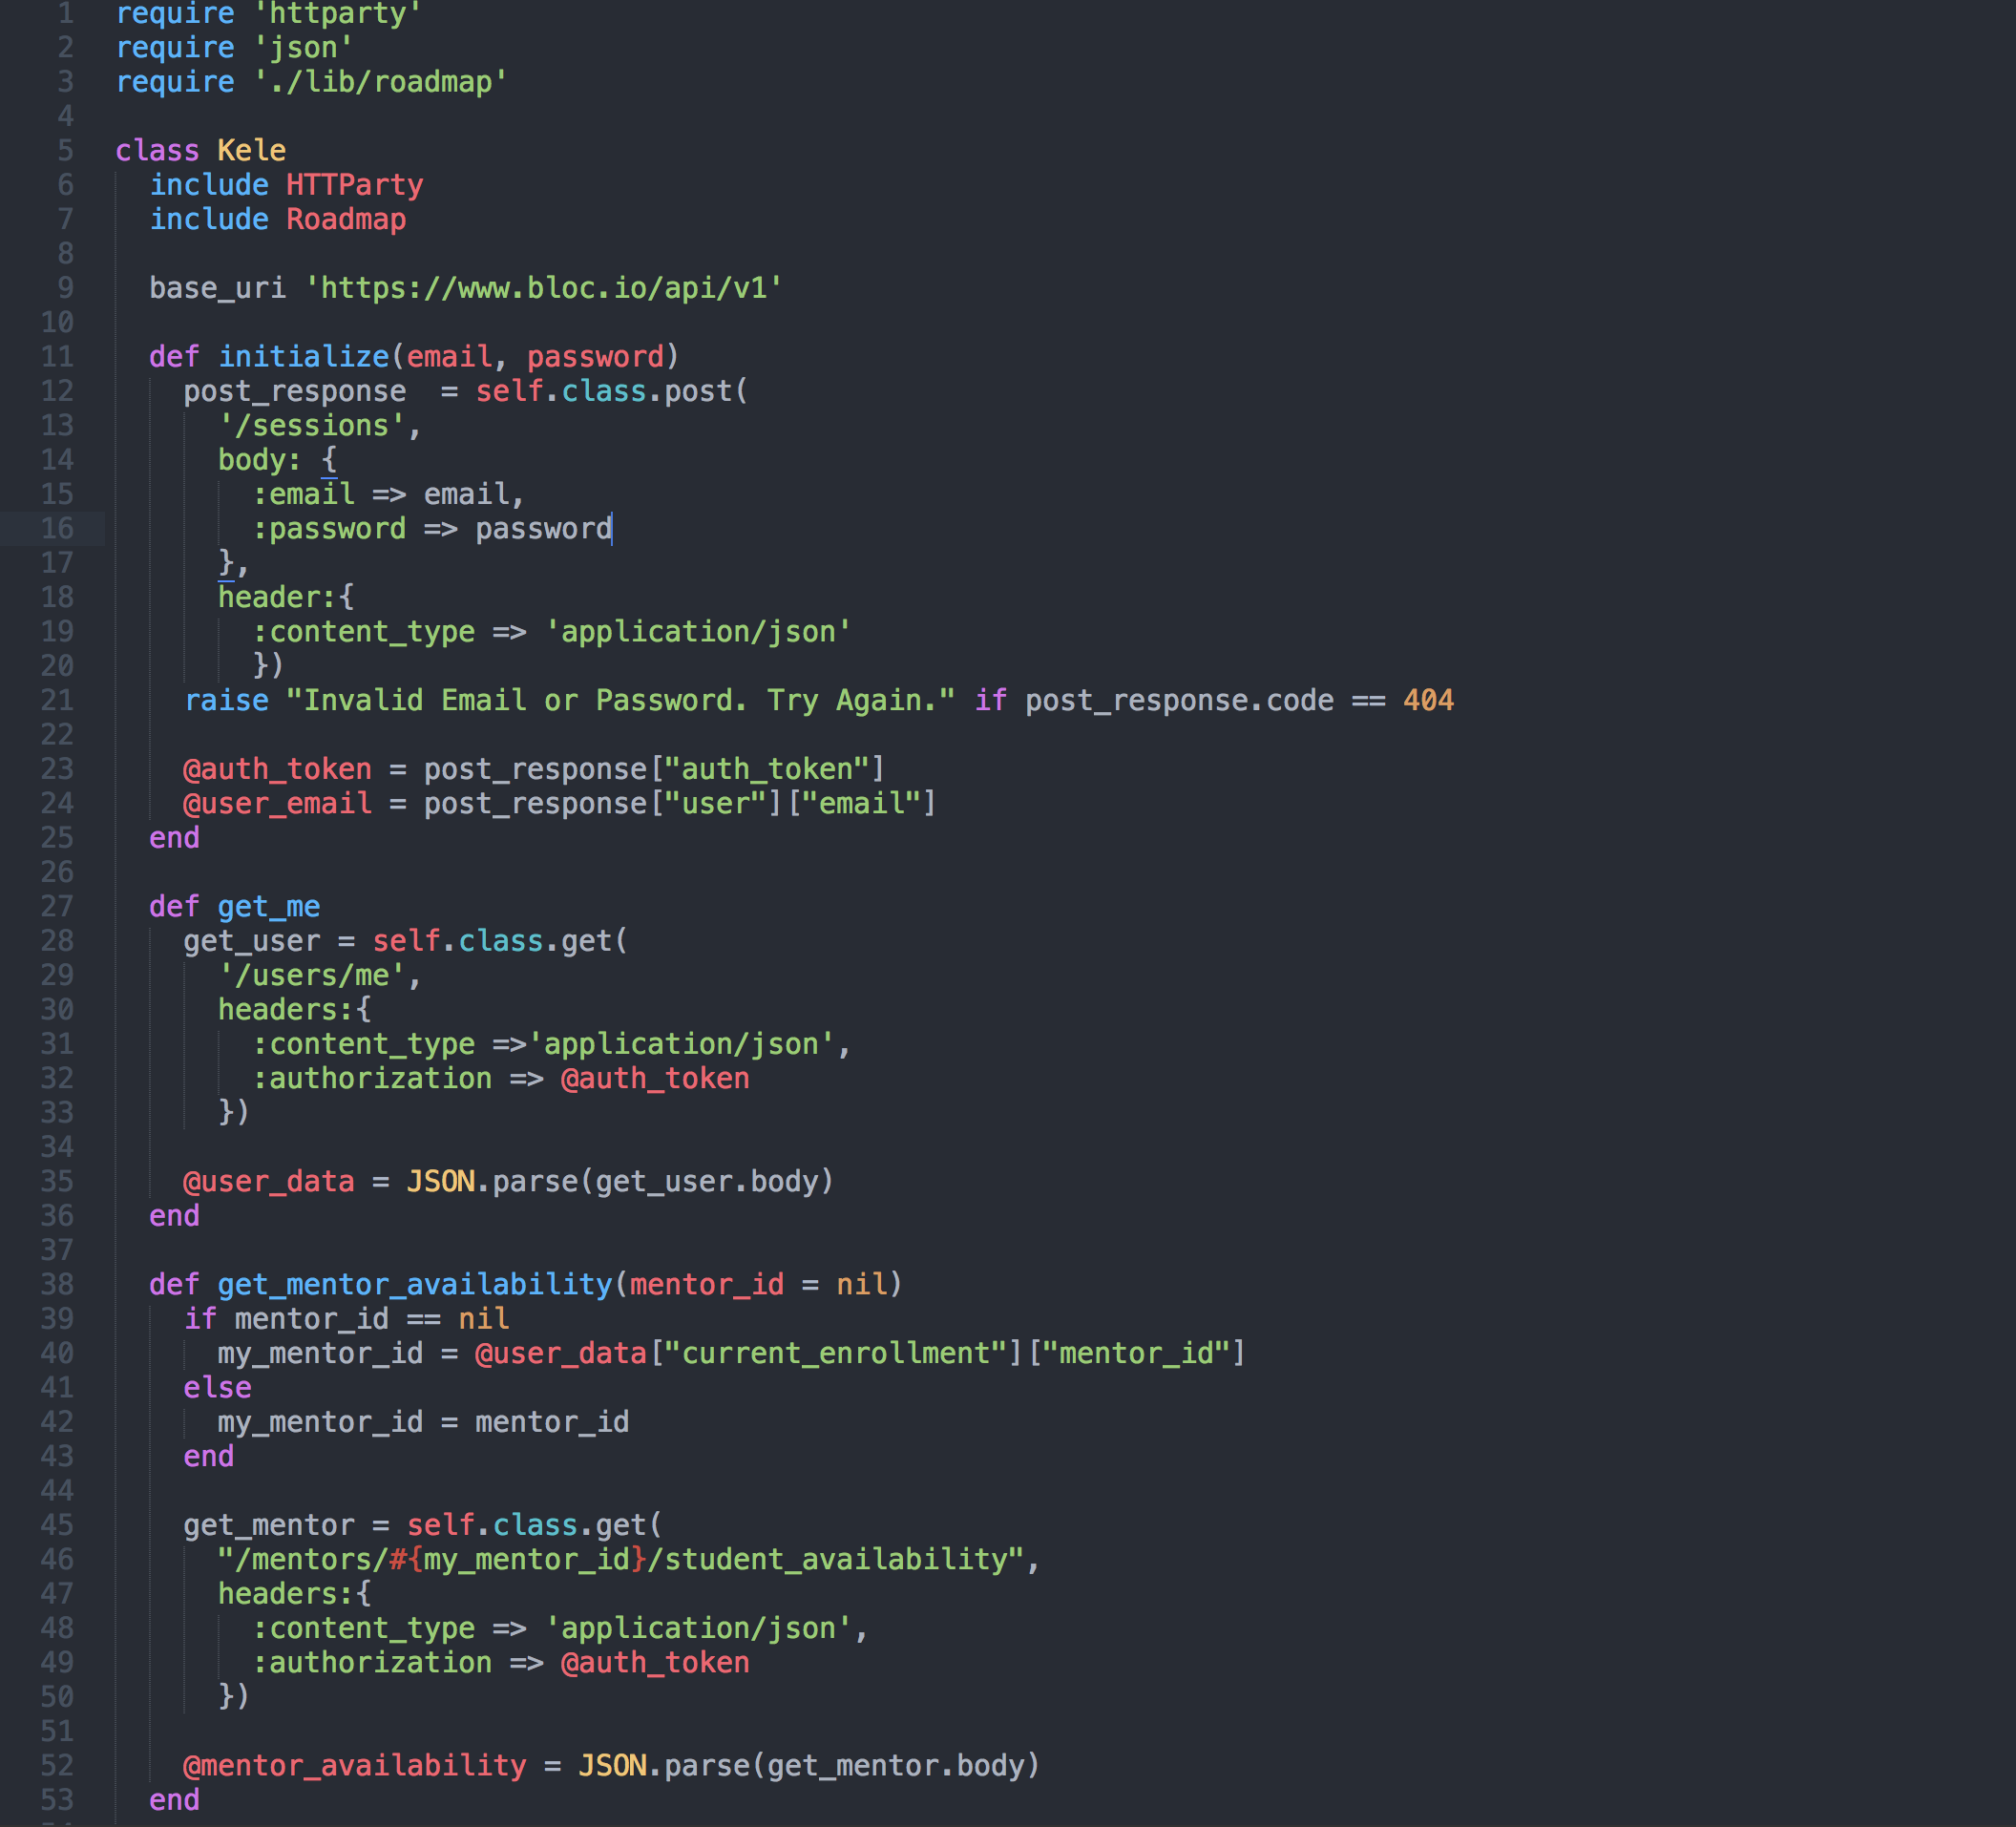 1 require 'httparty'
2 require 'json'
3 require './lib/roadmap'
4
5 class Kele
6   include HTTParty
7   include Roadmap
8
9   base_uri 'https://www.bloc.io/api/v1'
10
11   def initialize(email, password)
12     post_response  = self.class.post(
13       '/sessions',
14       body: {
15         :email => email,
16         :password => password
17       },
18       header:{
19         :content_type => 'application/json'
20         })
21     raise "Invalid Email or Password. Try Again." if post_response.code == 404
22
23     @auth_token = post_response["auth_token"]
24     @user_email = post_response["user"]["email"]
25   end
26
27   def get_me
28     get_user = self.class.get(
29       '/users/me',
30       headers:{
31         :content_type =>'application/json',
32         :authorization => @auth_token
33       })
34
35     @user_data = JSON.parse(get_user.body)
36   end
37
38   def get_mentor_availability(mentor_id = nil)
39     if mentor_id == nil
40       my_mentor_id = @user_data["current_enrollment"]["mentor_id"]
41     else
42       my_mentor_id = mentor_id
43     end
44
45     get_mentor = self.class.get(
46       "/mentors/#{my_mentor_id}/student_availability",
47       headers:{
48         :content_type => 'application/json',
49         :authorization => @auth_token
50       })
51
52     @mentor_availability = JSON.parse(get_mentor.body)
53   end